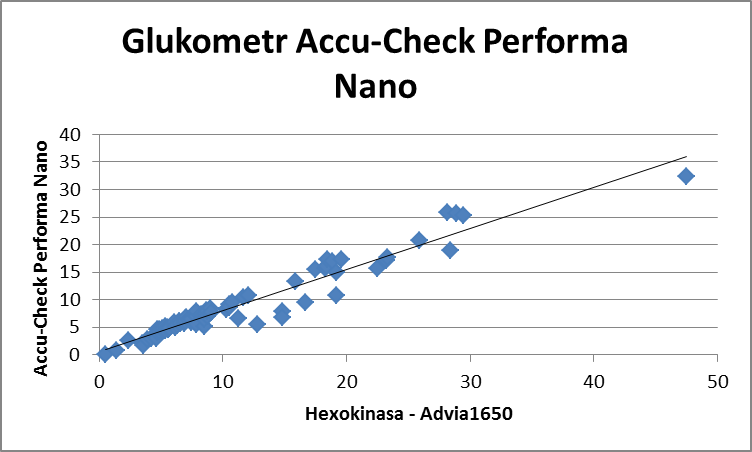 Glukometr Accu-Check Performa
Nano
40
35
30
25
20
15
10
5
0
Accu-Check Performa Nano
0 10 20 30 40 50
Hexokinasa - Advia1650